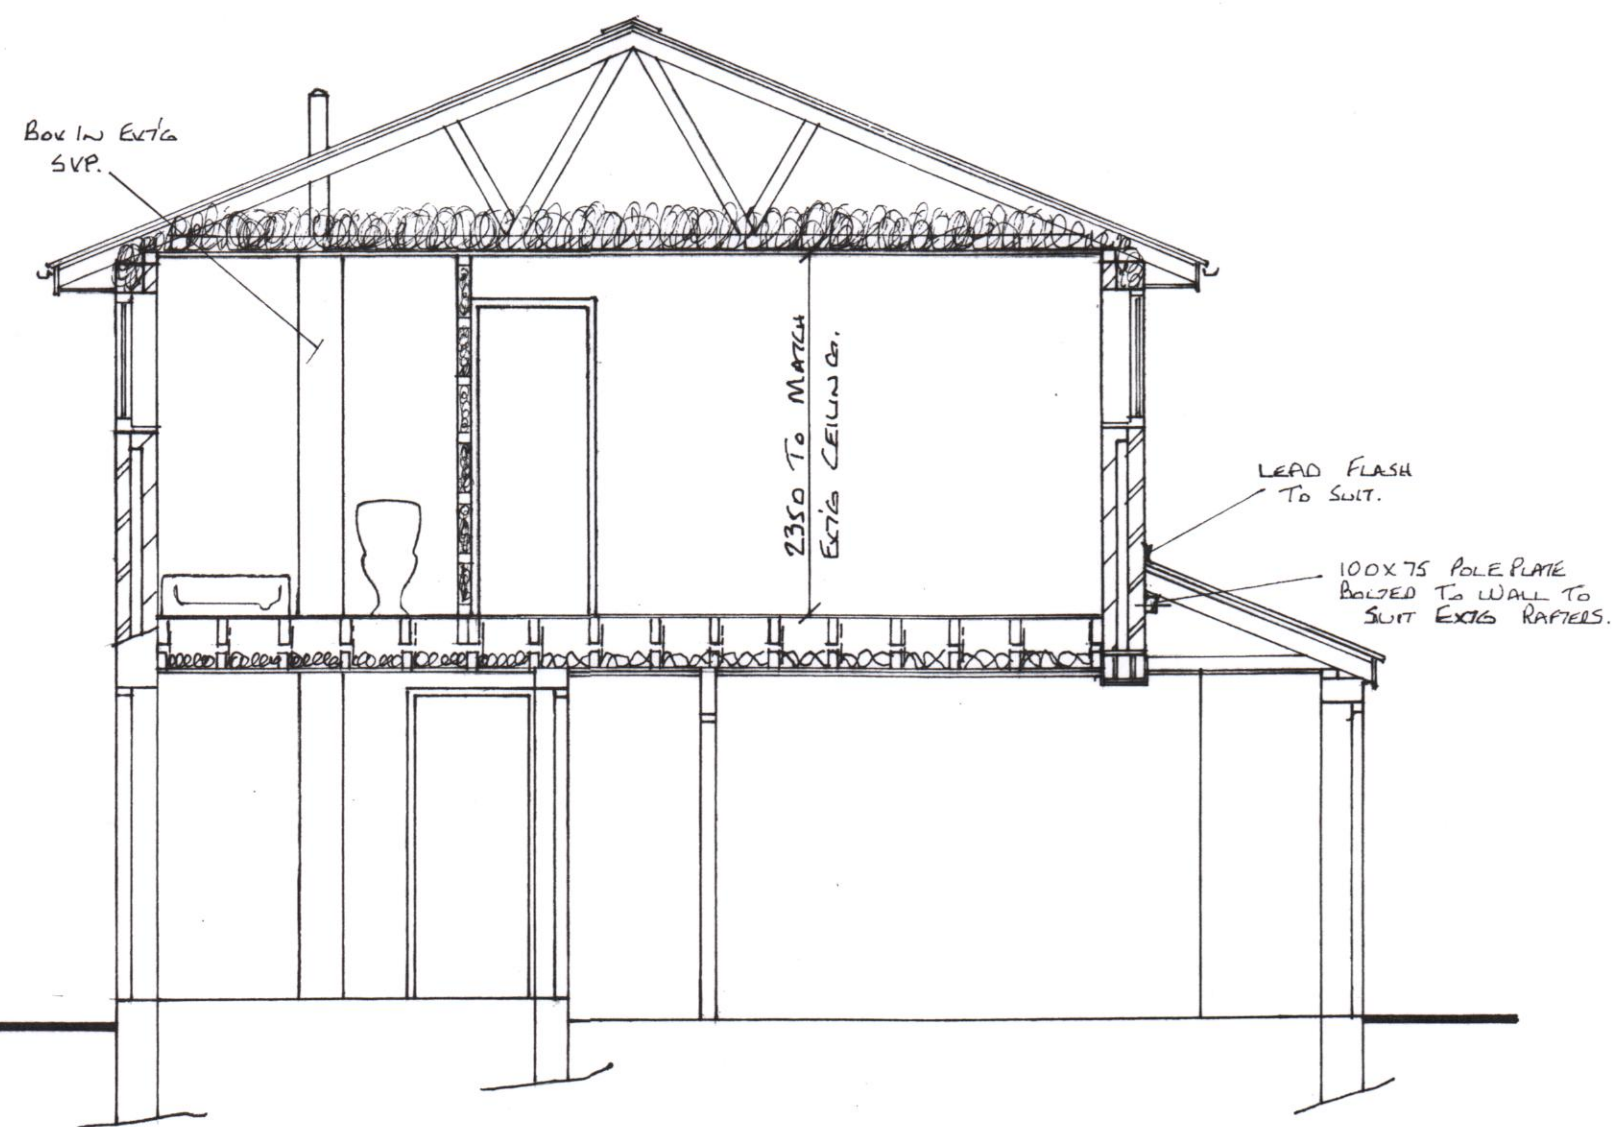 BOX IN EXT'G
SVP.
2350 TO MATCH
EXT'G CEILING.
LEAD FLASH
TO SUIT.
100X75 POLE PLATE
BOLTED TO WALL TO
SUIT EXT'G RAFTERS.